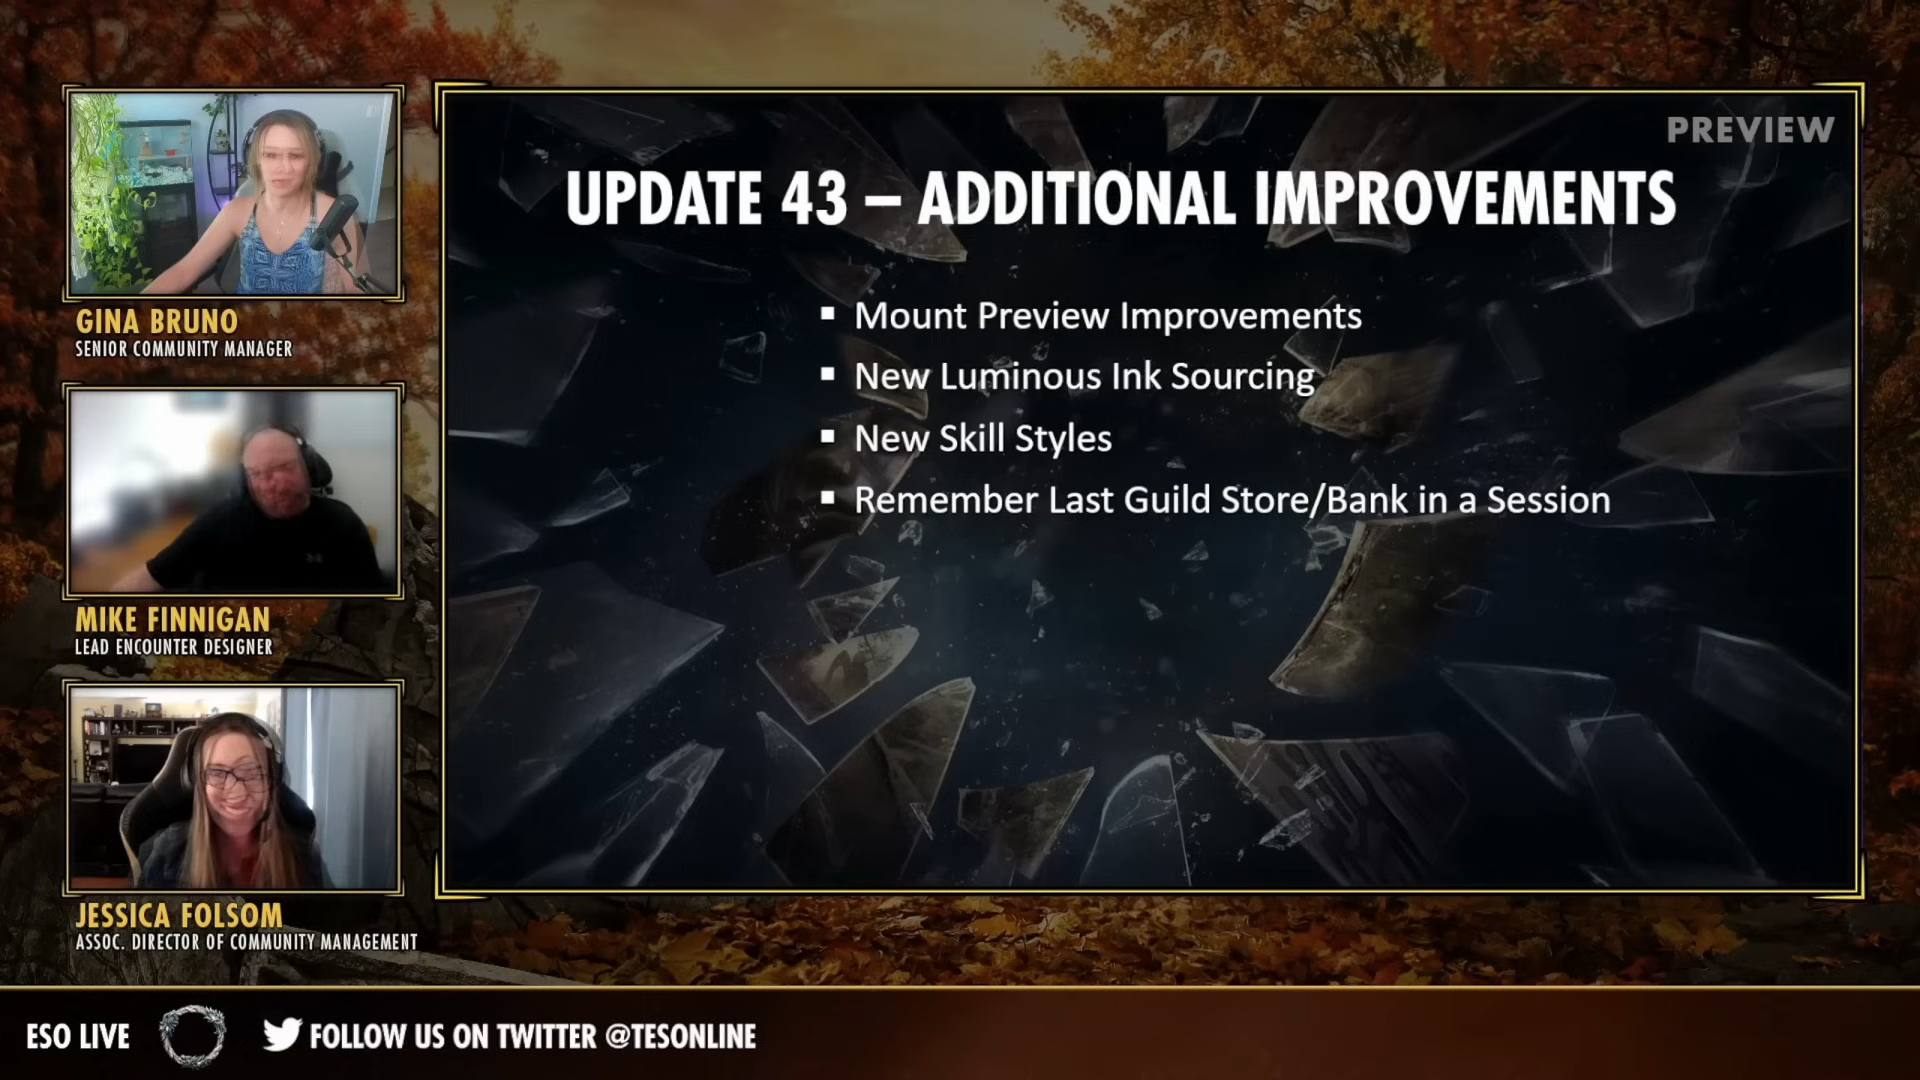 PREVIEW
UPDATE 43 – ADDITIONAL IMPROVEMENTS
▪ Mount Preview Improvements
▪ New Luminous Ink Sourcing
▪ New Skill Styles
▪ Remember Last Guild Store/Bank in a Session
GINA BRUNO
SENIOR COMMUNITY MANAGER
MIKE FINNIGAN
LEAD ENCOUNTER DESIGNER
JESSICA FOLSOM
ASSOC. DIRECTOR OF COMMUNITY MANAGEMENT
ESO LIVE
FOLLOW US ON TWITTER @TESONLINE